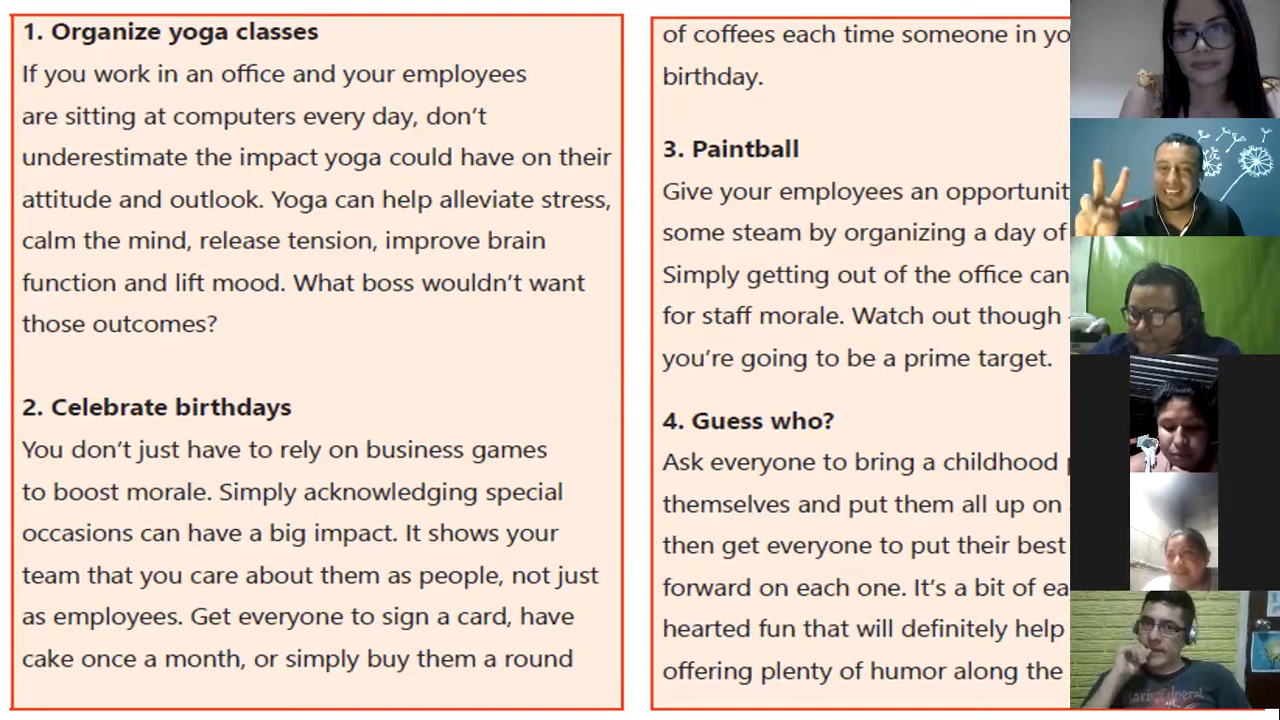 1. Organize yoga classes
If you work in an office and your employees
are sitting at computers every day, don't
underestimate the impact yoga could have on their
attitude and outlook. Yoga can help alleviate stress,
calm the mind, release tension, improve brain
function and lift mood. What boss wouldn't want
those outcomes?
2. Celebrate birthdays
You don't just have to rely on business games
to boost morale. Simply acknowledging special
occasions can have a big impact. It shows your
team that you care about them as people, not just
as employees. Get everyone to sign a card, have
cake once a month, or simply buy them a round
of coffees each time someone in
birthday.
3. Paintball
Give your employees an
some steam by organizing a day of
Simply getting out of the office can
for staff morale. Watch out though
you're going to be a prime target.
4. Guess who?
Ask everyone to bring a childhood
themselves and put them all up on
then get everyone to put their best
forward on each one. It's a bit of
hearted fun that will definitely help
offering plenty of humor along the